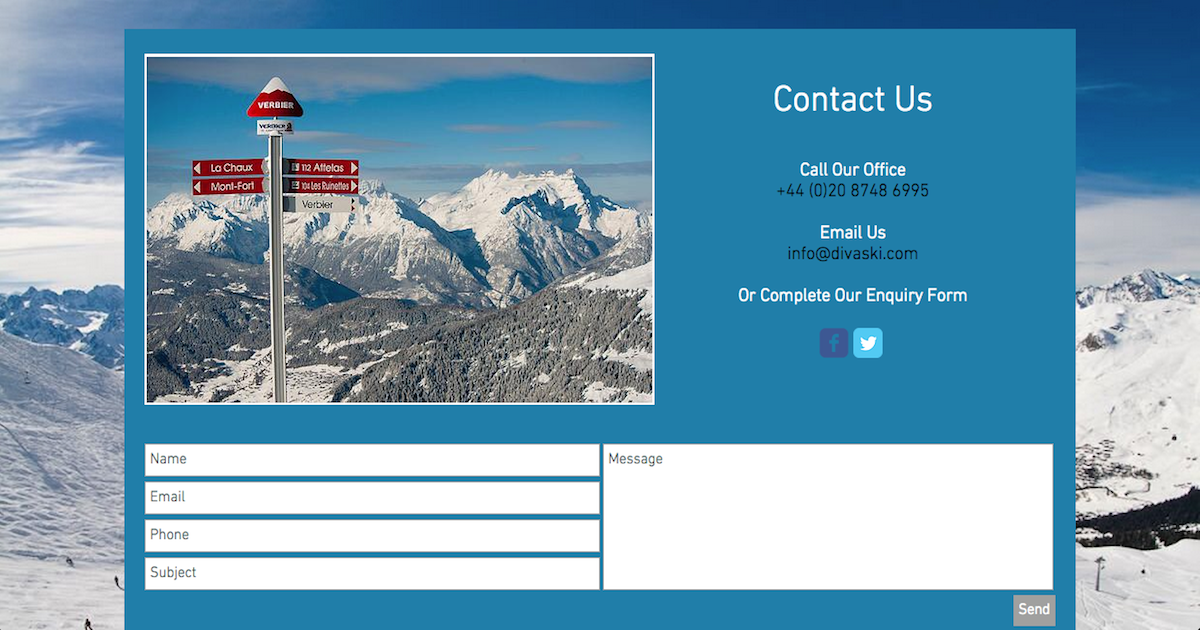 VERBIER
VERBIER
La Chaux
112 Attelas
Mont-Fort
104 Les Ruinettes
Verbier
Contact Us
Call Our Office
+44 (0)20 8748 6995
Email Us
info@divaski.com
Or Complete Our Enquiry Form
Name
Email
Phone
Subject
Message
Send